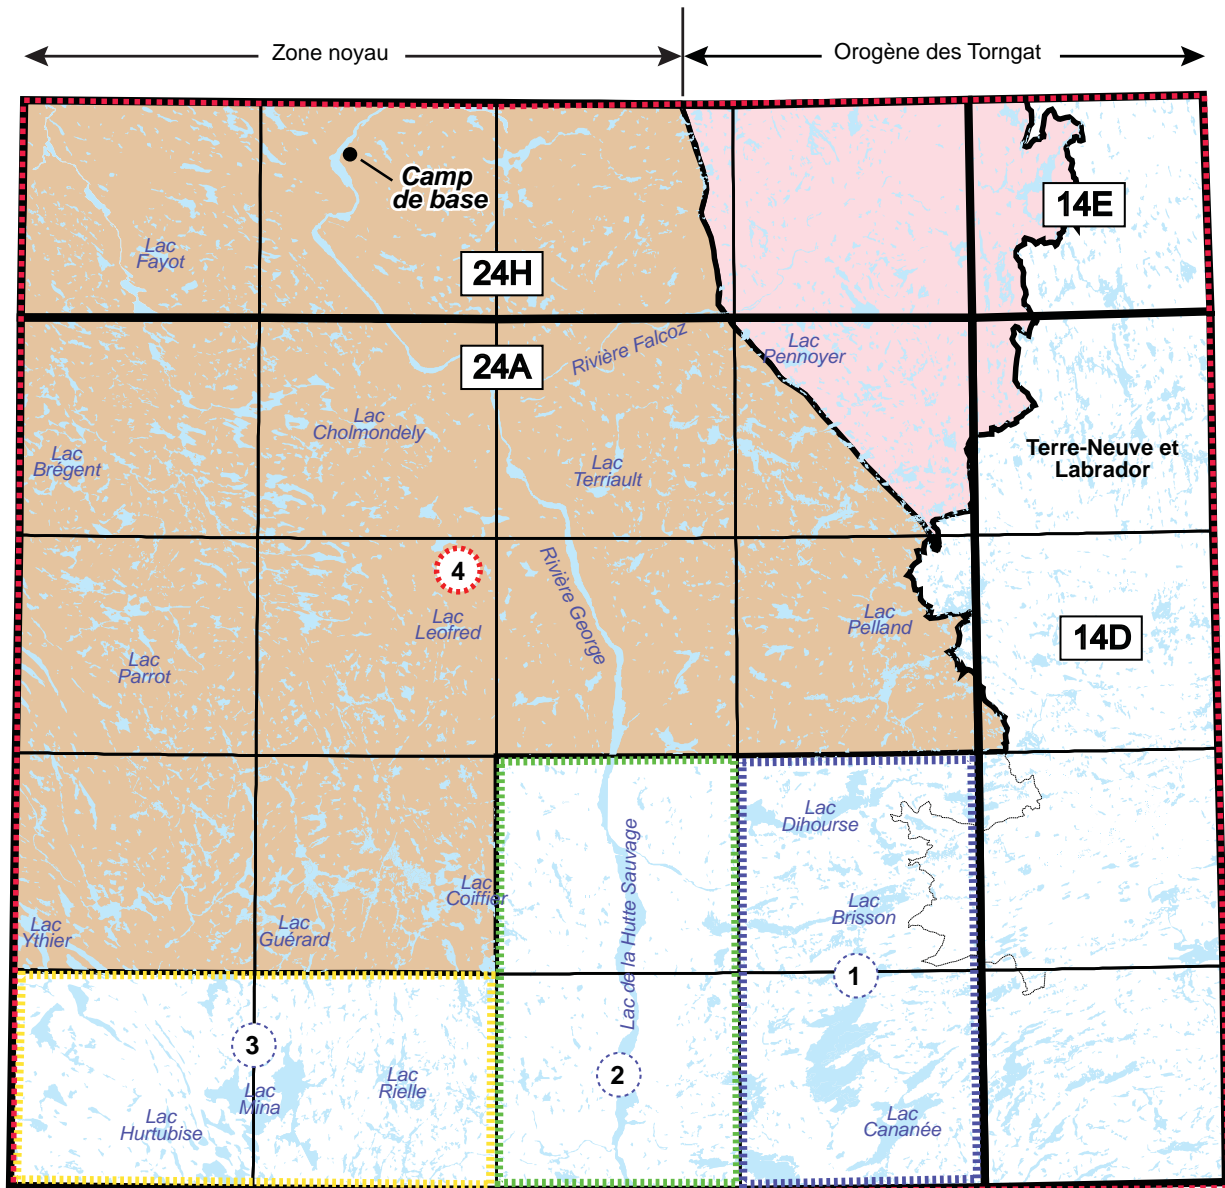 Zone noyau
Orogène des Torngat
Camp
de base
14E
Lac
Fayot
24H
Rivière Falcoz
Lac
Pennoyer
24A
Lac
Cholmondely
Lac
Brégent
Lac
Terriault
Terre-Neuve et
Labrador
4
Rivière George
Lac
Leofred
Lac
Pelland
14D
Lac
Parrot
Lac
Dihourse
Lac de la Hutte Sauvage
Lac
Coiffier
Lac
Brisson
Lac
Ythier
Lac
Guérard
1
3
2
Lac
Mina
Lac
Rielle
Lac
Hurtubise
Lac
Cananée